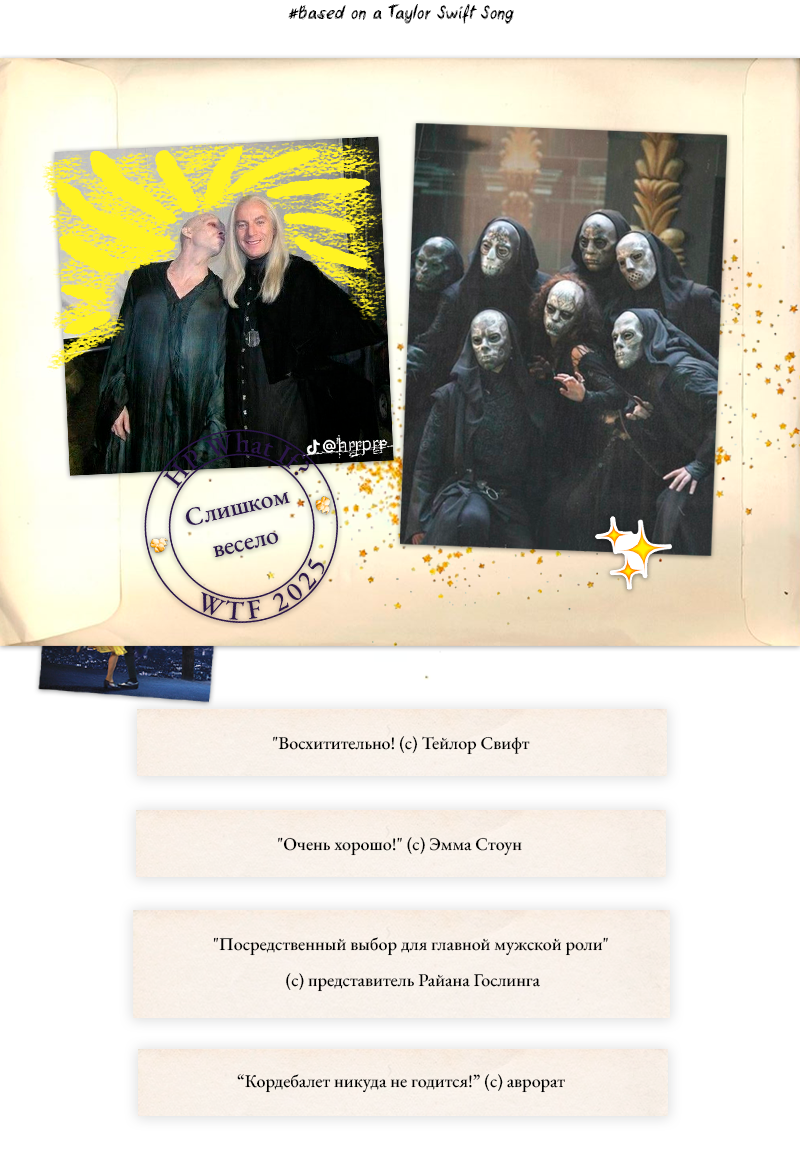 #Based on a Taylor Swift Song
@hrrprr
HP What If?
Слишком
весело
WTF 2025
"Восхитительно! (с) Тейлор Свифт
"Очень хорошо!" (с) Эмма Стоун
"Посредственный выбор для главной мужской роли"
(с) представитель Райана Гослинга
“Кордебалет никуда не годится!” (с) аврорат